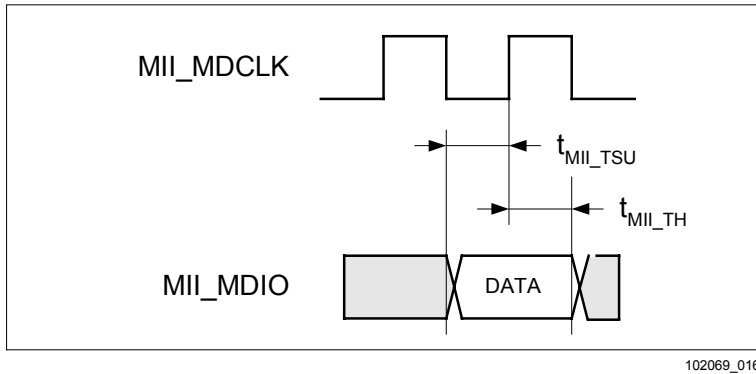 MII_MDCLK
tMII_TSU
tMII_TH
MII_MDIO
DATA
102069_016